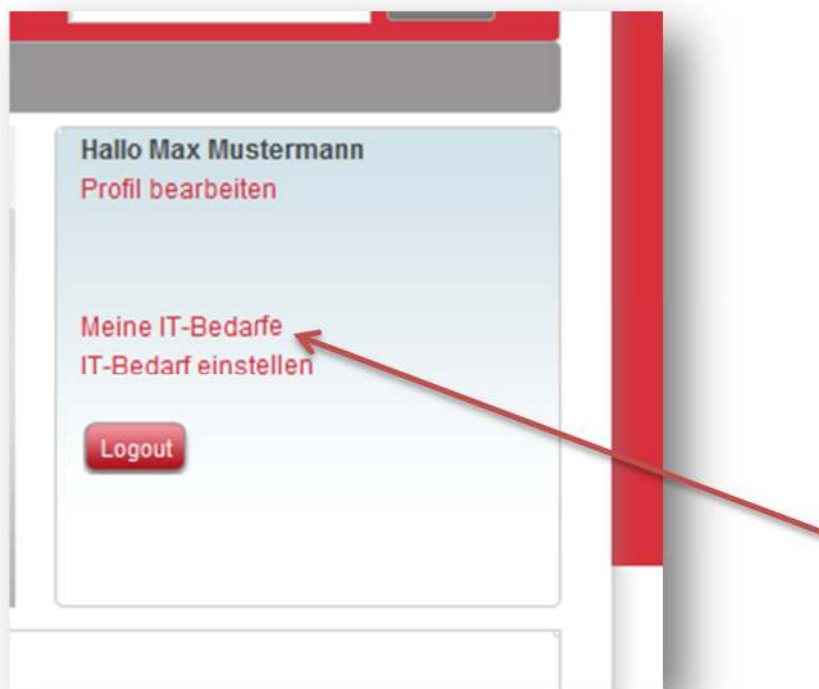 Hallo Max Mustermann
Profil bearbeiten
Meine IT-Bedarfe
IT-Bedarf einstellen
Logout